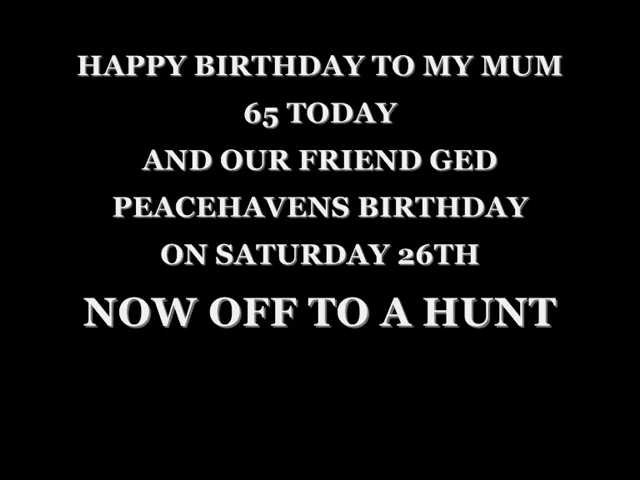 HAPPY BIRTHDAY TO MY MUM
65 TODAY
AND OUR FRIEND GED
PEACEHAVENS BIRTHDAY
ON SATURDAY 26TH
NOW OFF TO A HUNT